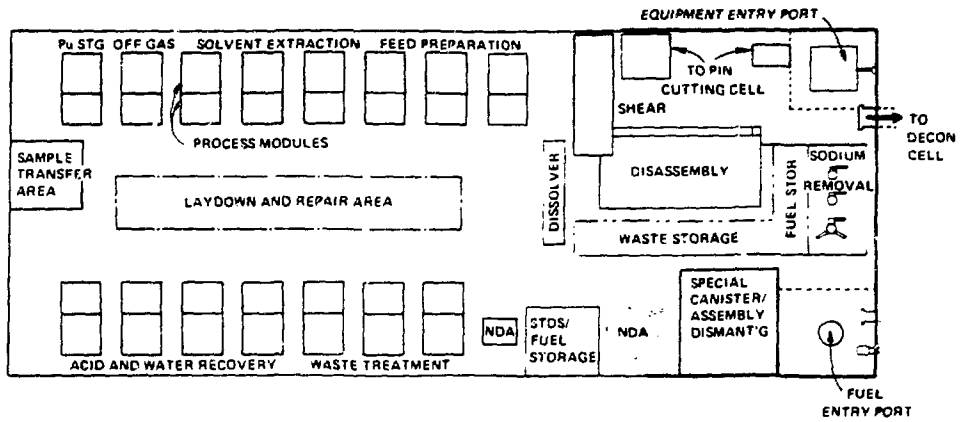 EQUIPMENT ENTRY PORT
Pu STG OFF GAS SOLVENT EXTRACTION FEED PREPARATION
TO PIN
CUTTING CELL
SHEAR
TO
DECON
CELL
PROCESS MODULES
SAMPLE
TRANSFER
AREA
LAYDOWN AND REPAIR AREA
DISSOLVER
DISASSEMBLY
FUEL STOR
SODIUM
REMOVAL
WASTE STORAGE
SPECIAL
CANISTER/
ASSEMBLY
DISMANT'G
NDA
STDS/
FUEL
STORAGE
NDA
ACID AND WATER RECOVERY WASTE TREATMENT
FUEL
ENTRY PORT